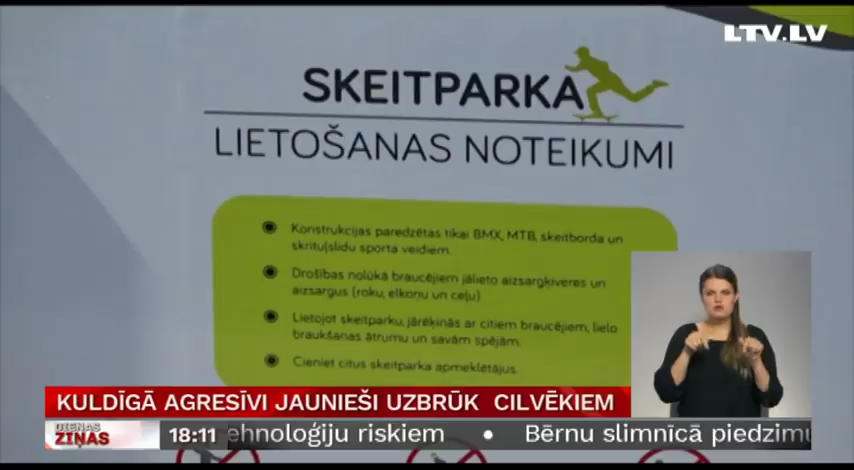 LTV.LV
SKEITPARKA
LIETOŠANAS NOTEIKUMI
Konstrukcijas paredzētas tikai BMX, MTB, skeitborda un
skrituļslidu sporta veidiem.
Drošības nolūkā braucējiem jālieto aizsargķiveres un
aizsargus (roku, elkoņu un ceļu)
Lietojot skeitparku, jārēķinās ar citiem braucējiem, lielo
braukšanas ātrumu un savām spējām.
Cieniet citus skeitparka apmeklētājus.
KULDĪGĀ AGRESĪVI JAUNIEŠI UZBRŪK CILVĒKIEM
DIENAS
ZIŅAS
18:11 ehnoloģiju riskiem • Bērnu slimnīcā piedzimu